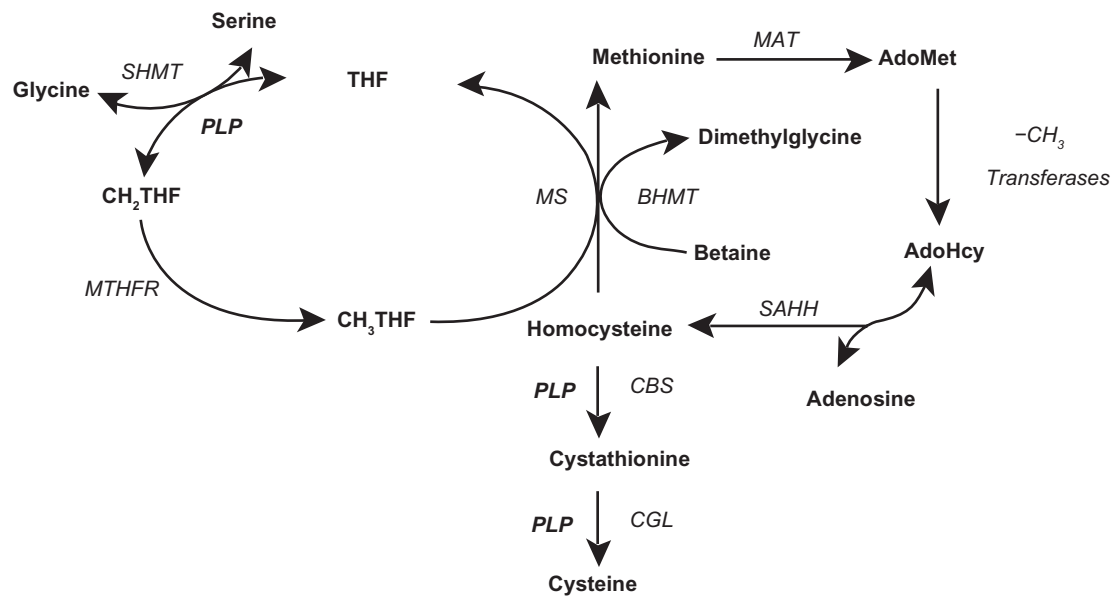 Serine
SHMT
Glycine
PLP
THF
CH₂THF
MTHFR
CH₃THF
MS
Methionine
MAT
AdoMet
Dimethylglycine
BHMT
Betaine
−CH₃
Transferases
AdoHcy
SAHH
Homocysteine
Adenosine
PLP CBS
Cystathionine
PLP CGL
Cysteine